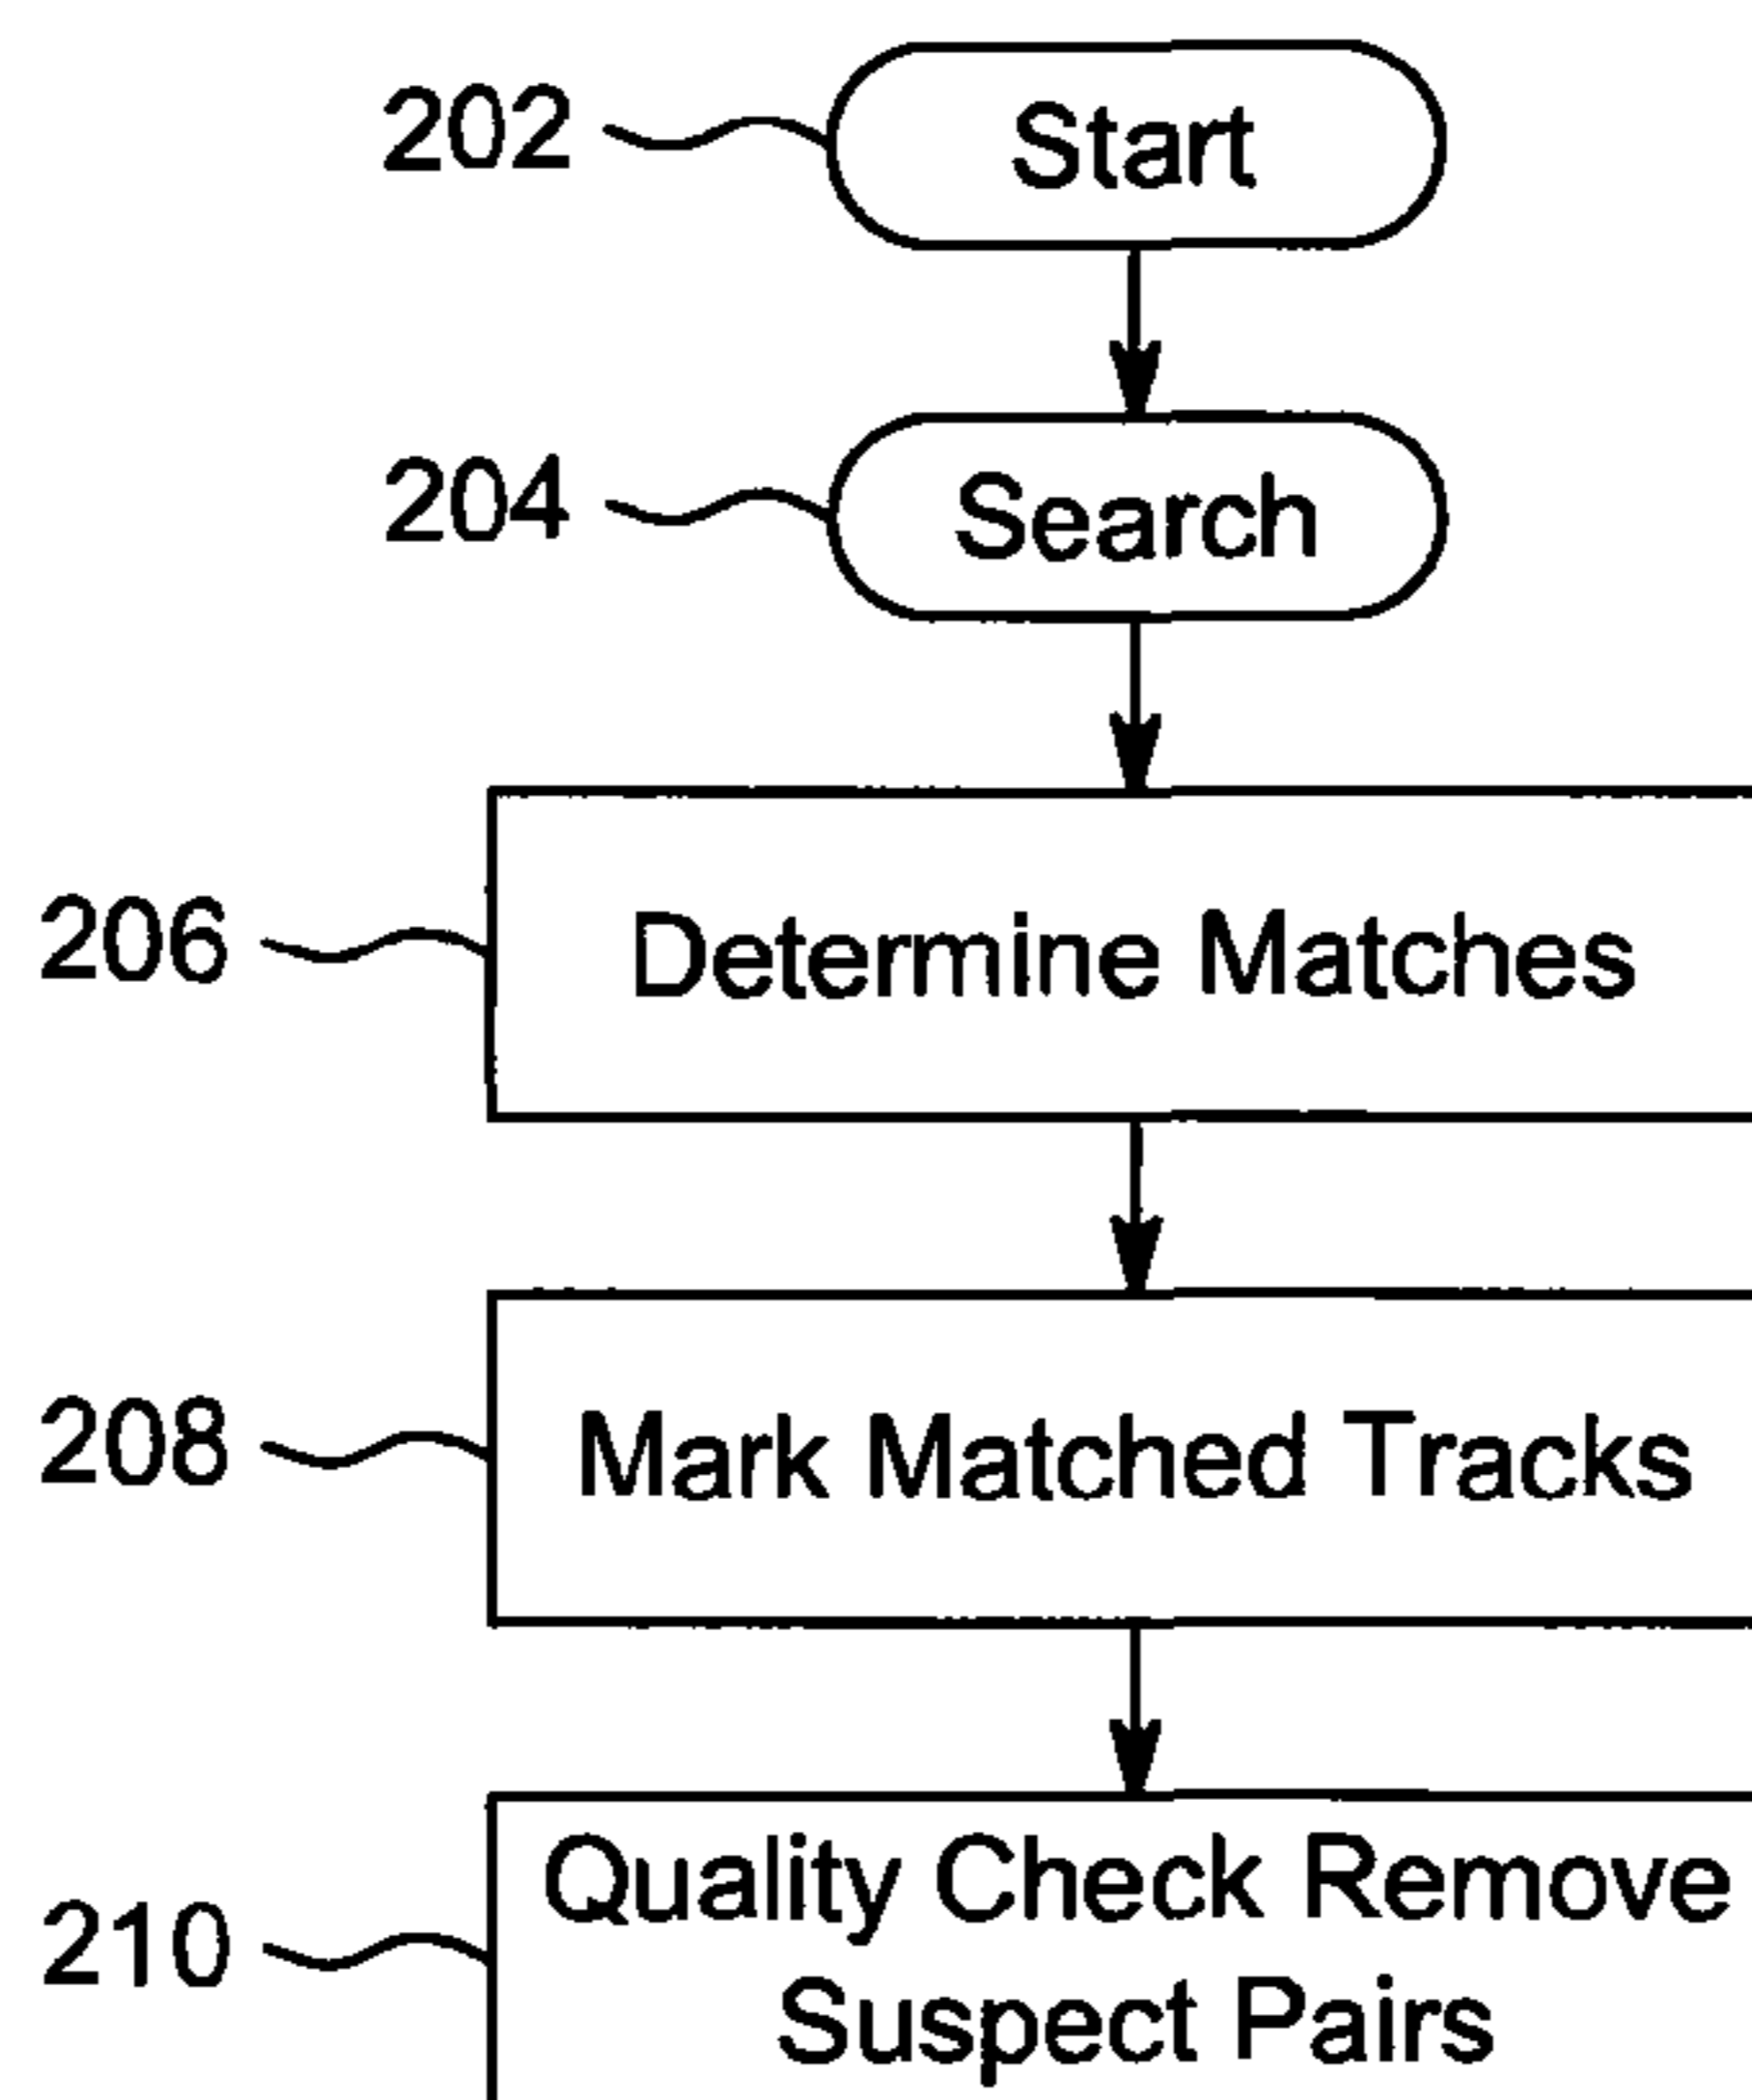 202 Start
204 Search
206 Determine Matches
208 Mark Matched Tracks
Quality Check Remove
210
Suspect Pairs